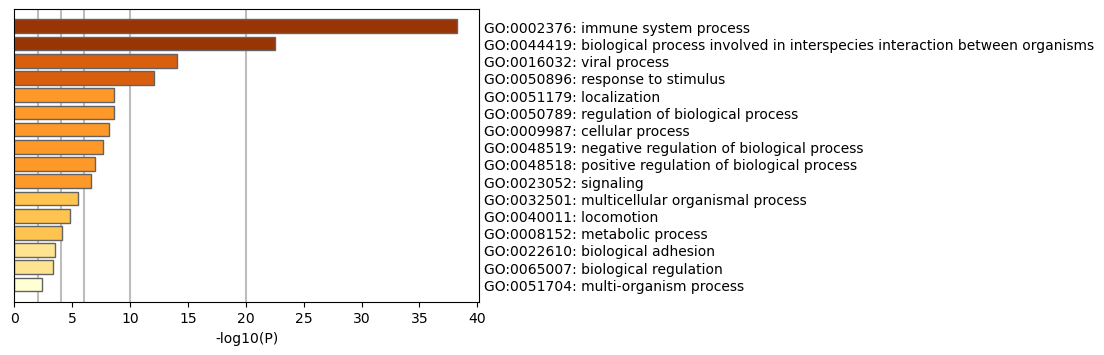 GO:0002376: immune system process
GO:0044419: biological process involved in interspecies interaction between organisms
GO:0016032: viral process
GO:0050896: response to stimulus
GO:0051179: localization
GO:0050789: regulation of biological process
GO:0009987: cellular process
GO:0048519: negative regulation of biological process
GO:0048518: positive regulation of biological process
GO:0023052: signaling
GO:0032501: multicellular organismal process
GO:0040011: locomotion
GO:0008152: metabolic process
GO:0022610: biological adhesion
GO:0065007: biological regulation
GO:0051704: multi-organism process
0 5 10 15 20 25 30 35 40
-log10(P)